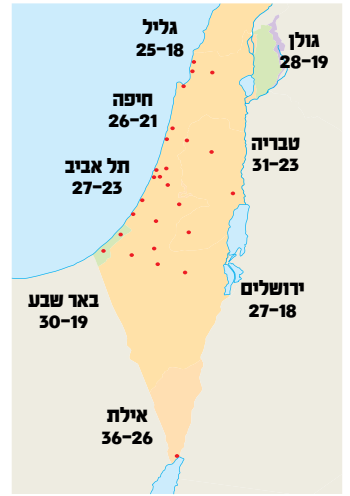 גליל
25-18
גולן
28-19
חיפה
26-21
טבריה
31-23
תל אביב
27-23
ירושלים
27-18
באר שבע
30-19
אילת
36-26